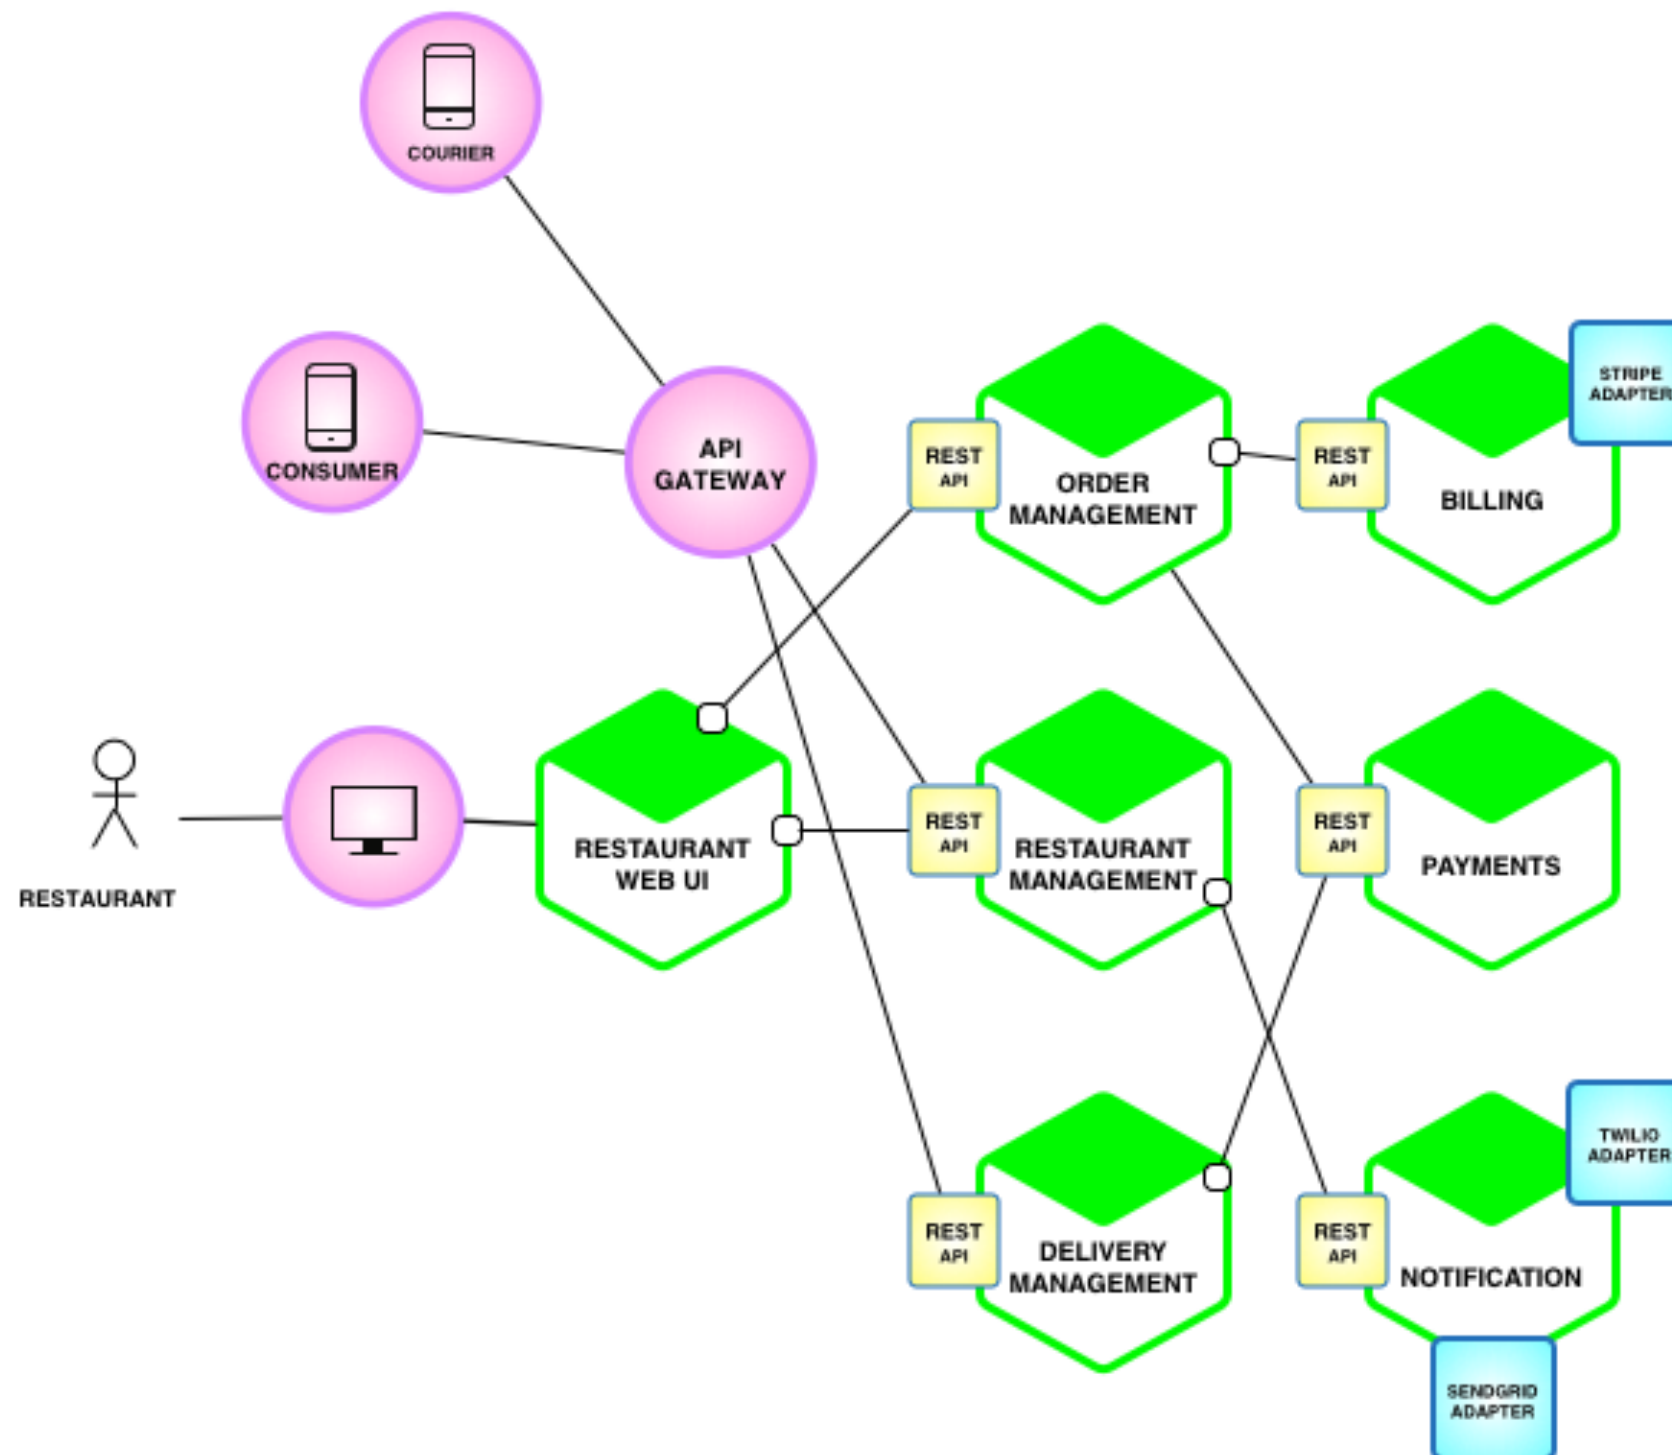 COURIER
CONSUMER
API
GATEWAY
REST
API
ORDER
MANAGEMENT
REST
API
BILLING
STRIPE
ADAPTER
RESTAURANT
RESTAURANT
WEB UI
REST
API
RESTAURANT
MANAGEMENT
REST
API
PAYMENTS
REST
API
DELIVERY
MANAGEMENT
REST
API
NOTIFICATION
TWILIO
ADAPTER
SENDGRID
ADAPTER